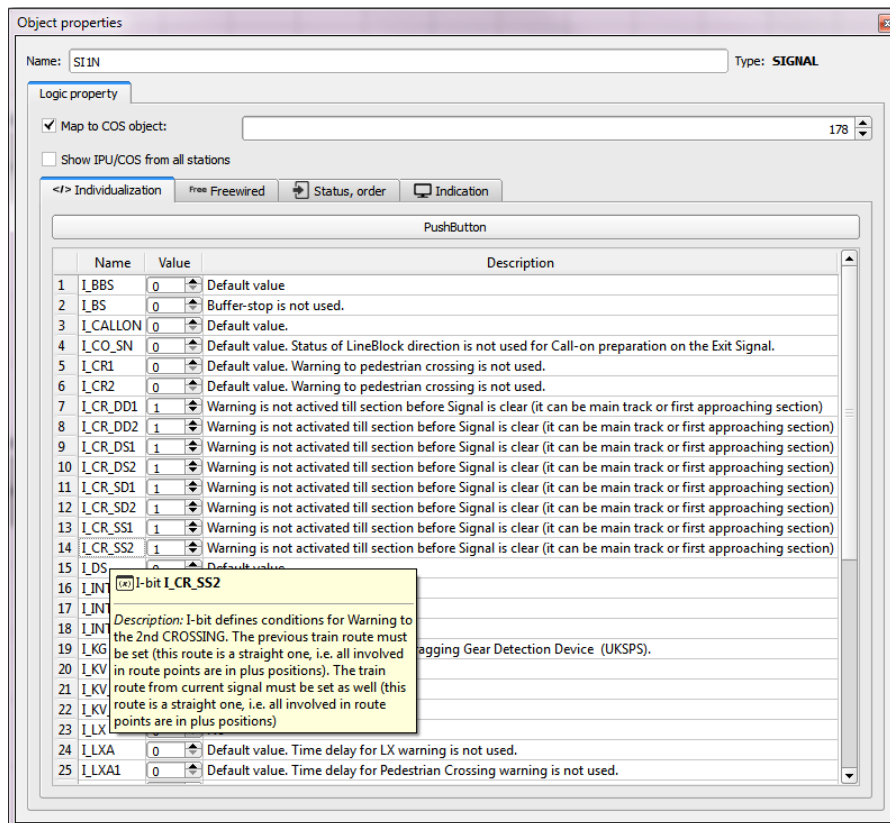 Object properties
Name: SI1N Type: SIGNAL
Logic property
Map to COS object: 178
Show IPU/COS from all stations
</> Individualization Free Freewired Status, order Indication
PushButton
Name Value Description
1 I_BBS 0 Default value
2 I_BS 0 Buffer-stop is not used.
3 I_CALLON 0 Default value.
4 I_CO_SN 0 Default value. Status of LineBlock direction is not used for Call-on preparation on the Exit Signal.
5 I_CR1 0 Default value. Warning to pedestrian crossing is not used.
6 I_CR2 0 Default value. Warning to pedestrian crossing is not used.
7 I_CR_DD1 1 Warning is not actived till section before Signal is clear (it can be main track or first approaching section)
8 I_CR_DD2 1 Warning is not activated till section before Signal is clear (it can be main track or first approaching section)
9 I_CR_DS1 1 Warning is not activated till section before Signal is clear (it can be main track or first approaching section)
10 I_CR_DS2 1 Warning is not activated till section before Signal is clear (it can be main track or first approaching section)
11 I_CR_SD1 1 Warning is not activated till section before Signal is clear (it can be main track or first approaching section)
12 I_CR_SD2 1 Warning is not activated till section before Signal is clear (it can be main track or first approaching section)
13 I_CR_SS1 1 Warning is not activated till section before Signal is clear (it can be main track or first approaching section)
14 I_CR_SS2 1 Warning is not activated till section before Signal is clear (it can be main track or first approaching section)
15 I_DS Default value
(x) I-bit I_CR_SS2
Description: I-bit defines conditions for Warning to
the 2nd CROSSING. The previous train route must
be set (this route is a straight one, i.e. all involved
in route points are in plus positions). The train
route from current signal must be set as well (this
route is a straight one, i.e. all involved in route
points are in plus positions)
16 I_INT
17 I_INT
18 I_INT
19 I_KG ragging Gear Detection Device (UKSPS).
20 I_KV
21 I_KV
22 I_KV
23 I_LX
24 I_LXA 0 Default value. Time delay for LX warning is not used.
25 I_LXA1 0 Default value. Time delay for Pedestrian Crossing warning is not used.